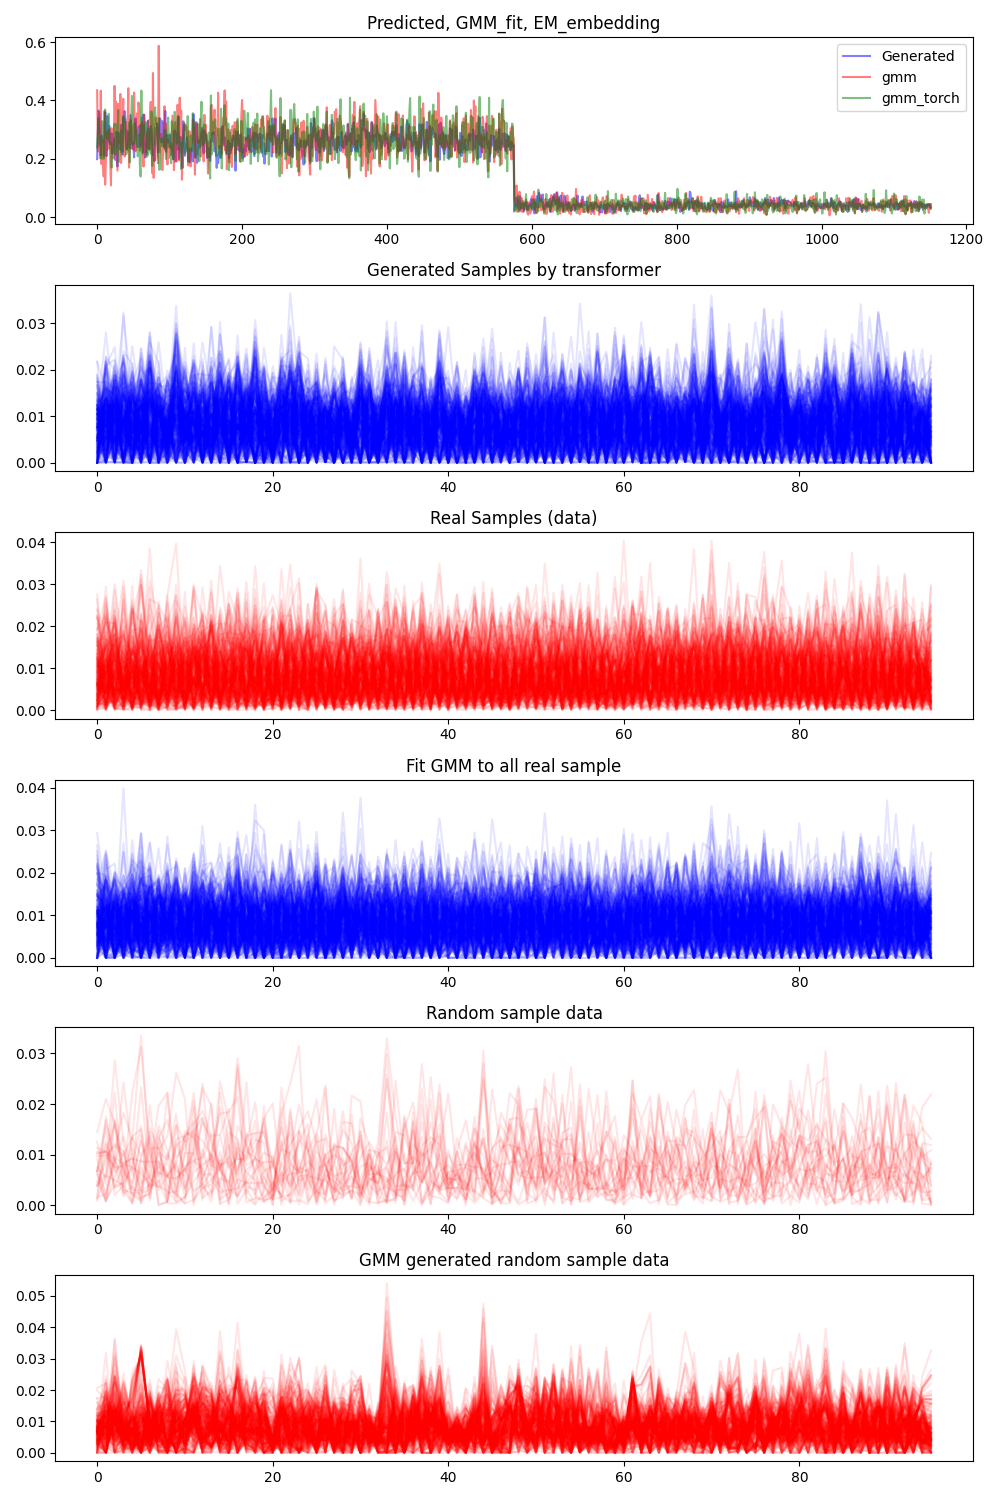 Predicted, GMM_fit, EM_embedding
0.6
0.4
0.2
0.0
Generated
gmm
gmm_torch
0 200 400 600 800 1000 1200
Generated Samples by transformer
0.03
0.02
0.01
0.00
0 20 40 60 80
Real Samples (data)
0.04
0.03
0.02
0.01
0.00
0 20 40 60 80
Fit GMM to all real sample
0.04
0.03
0.02
0.01
0.00
0 20 40 60 80
Random sample data
0.03
0.02
0.01
0.00
0 20 40 60 80
GMM generated random sample data
0.05
0.04
0.03
0.02
0.01
0.00
0 20 40 60 80